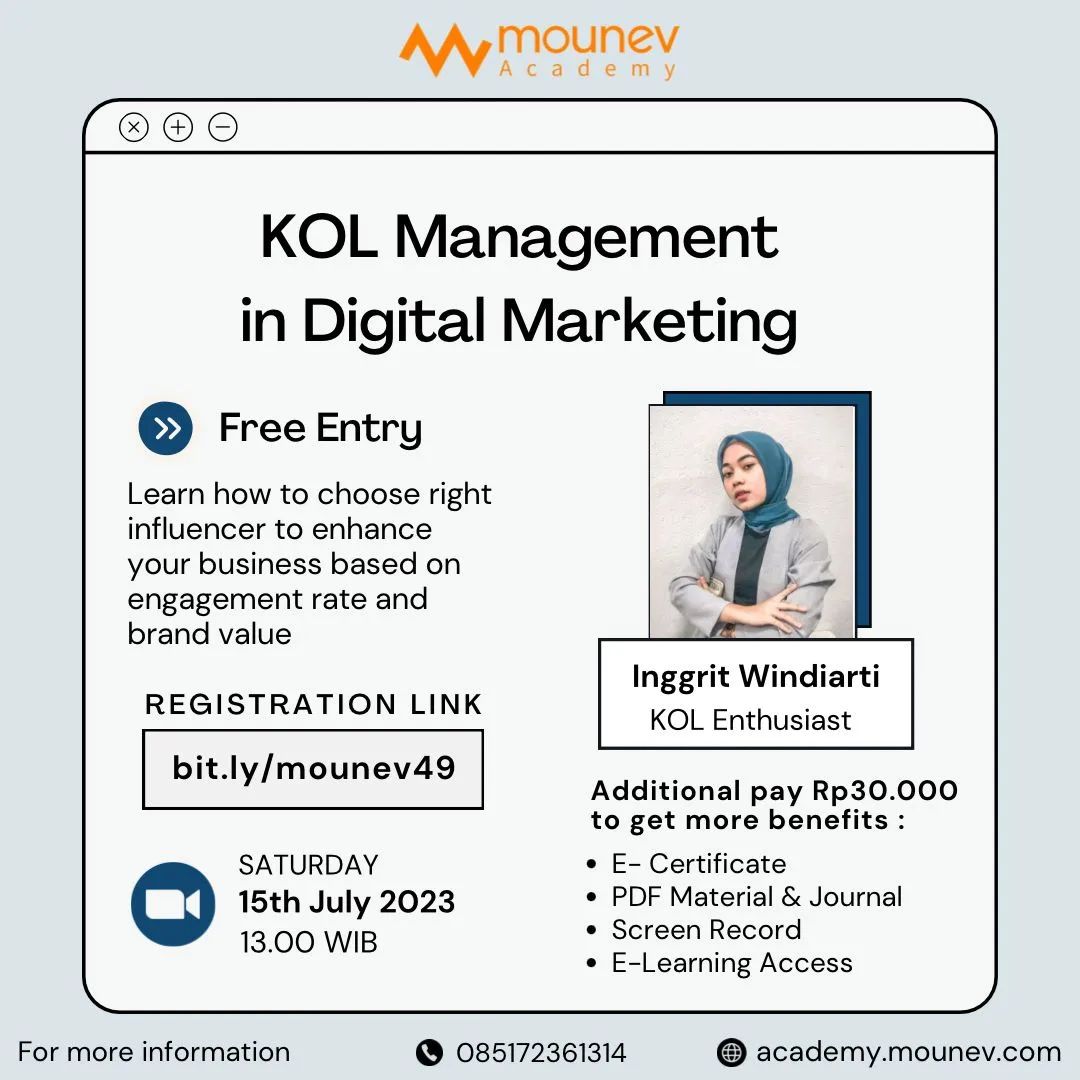 mounev
Academy
KOL Management
in Digital Marketing
Free Entry
Learn how to choose right
influencer to enhance
your business based on
engagement rate and
brand value
REGISTRATION LINK
bit.ly/mounev49
SATURDAY
15th July 2023
13.00 WIB
Inggrit Windiarti
KOL Enthusiast
Additional pay Rp30.000
to get more benefits :
• E- Certificate
• PDF Material & Journal
• Screen Record
• E-Learning Access
For more information
085172361314
academy.mounev.com